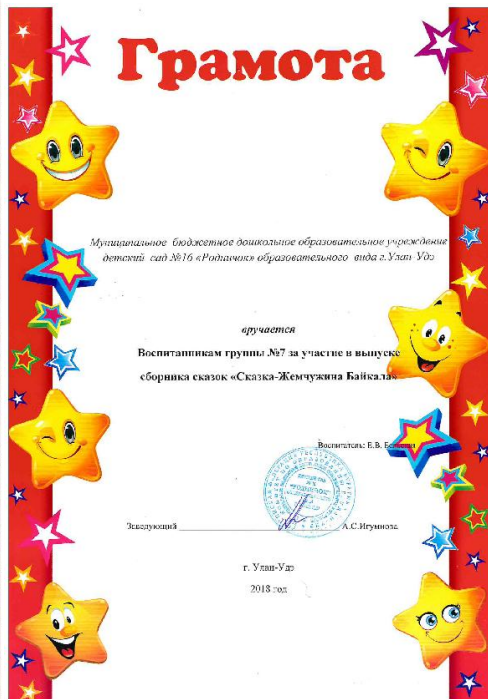 Грамота
Муниципальное бюджетное дошкольное образовательное учреждение
детский сад №16 «Родничок» образовательного вида г.Улан-Удэ
вручается
Воспитанникам группы №7 за участие в выпуске
сборника сказок «Сказка-Жемчужина Байкала»
Воспитатель: Е.В.
Заведующий А.С.Игумнова
г. Улан-Удэ
2018 год